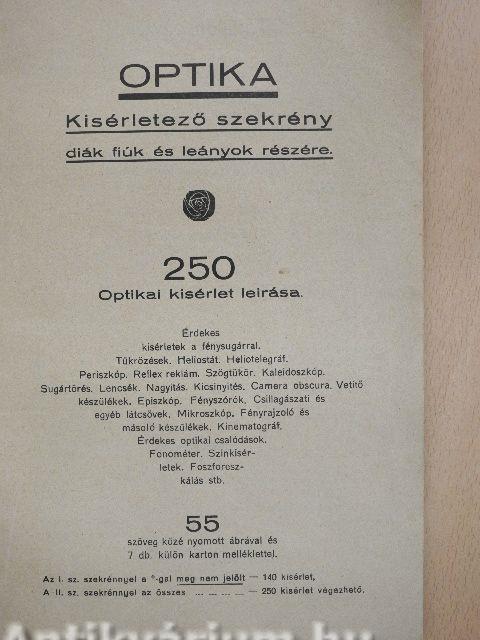 OPTIKA
Kisérletező szekrény
diák fiúk és leányok részére.
250
Optikai kisérlet leirása.
Érdekes
kisérletek a fénysugárral.
Tükrözések. Heliostát. Heliotelegráf.
Periszkóp. Reflex reklám. Szögtükör. Kaleidoszkóp.
Sugártörés. Lencsék. Nagyitás. Kicsinyités. Camera obscura. Vetitő
készülékek. Episzkóp. Fényszórók, Csillagászati és
egyéb látcsövek, Mikroszkóp. Fényrajzoló és
másoló készülékek, Kinematográf.
Érdekes optikai csalódások.
Fonométer. Szinkisér-
letek. Foszforesz-
kálás stb.
55
szöveg közé nyomott ábrával és
7 db. külön karton melléklettel.
Az I. sz. szekrénnyel a *-gal meg nem jelölt — 140 kisérlet,
A II. sz. szekrénnyel az összes — — — — 250 kisérlet végezhető.
Antikvárium.hu